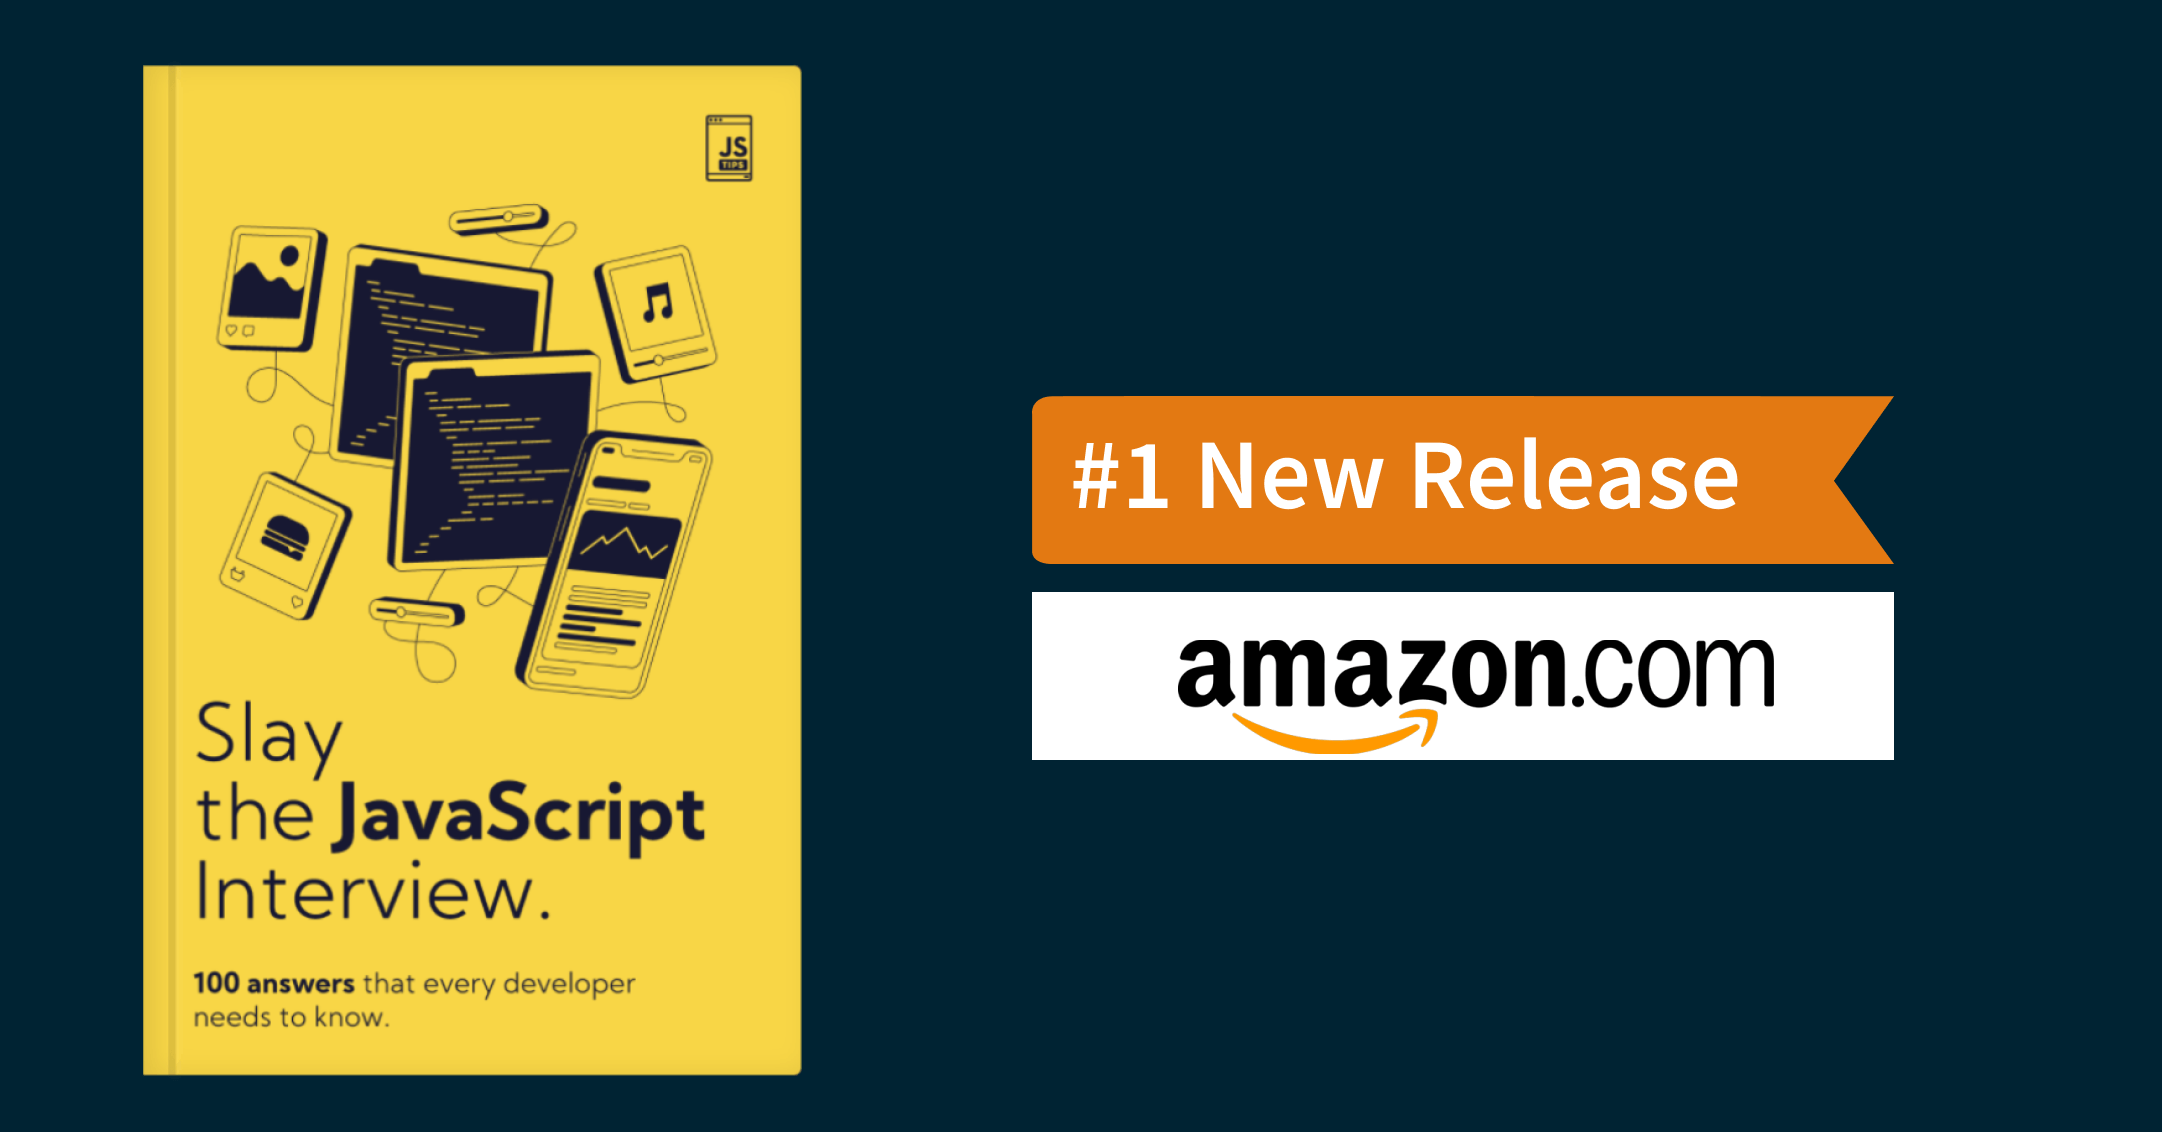 JS
TIPS
Slay
the JavaScript
Interview.
100 answers that every developer
needs to know.
#1 New Release
amazon.com